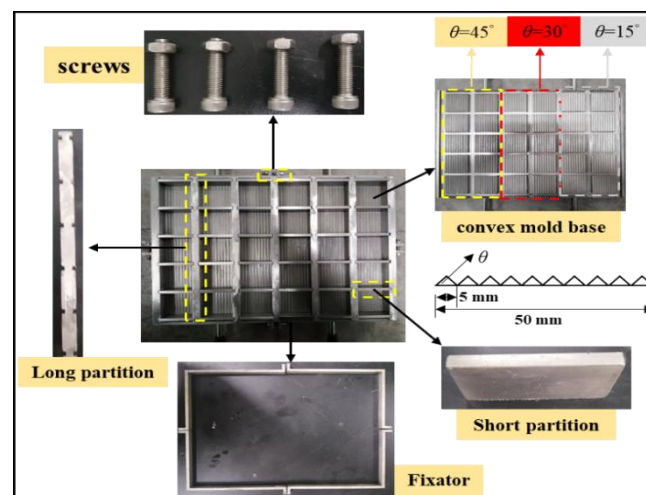 θ=45° θ=30° θ=15°
screws
convex mold base
θ
5 mm
50 mm
Long partition
Short partition
Fixator